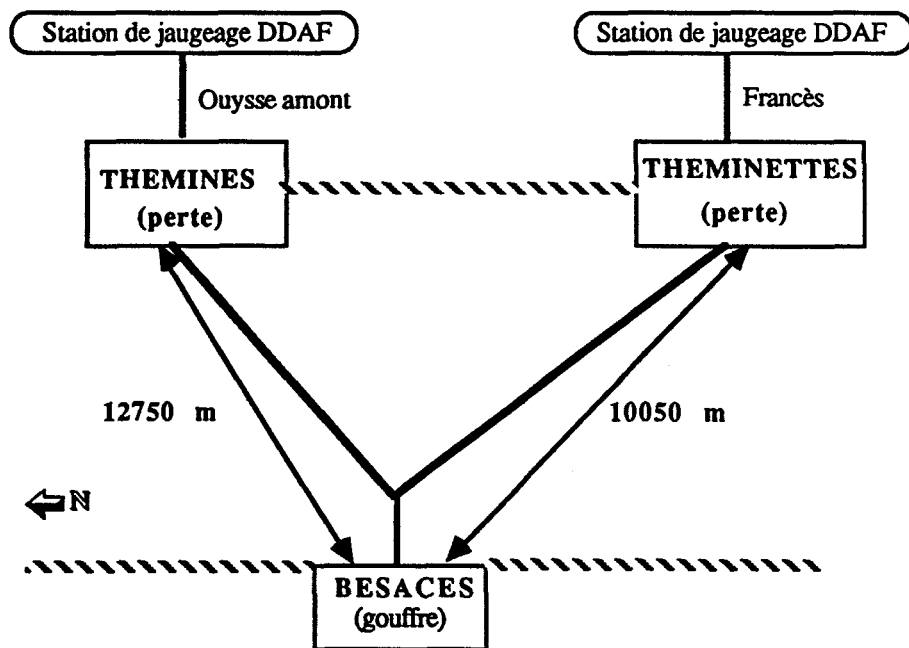 Station de jaugeage DDAF
Station de jaugeage DDAF
Ouysse amont
Francès
THEMINES
(perte)
THEMINETTES
(perte)
12750 m
10050 m
N
BESACES
(gouffre)